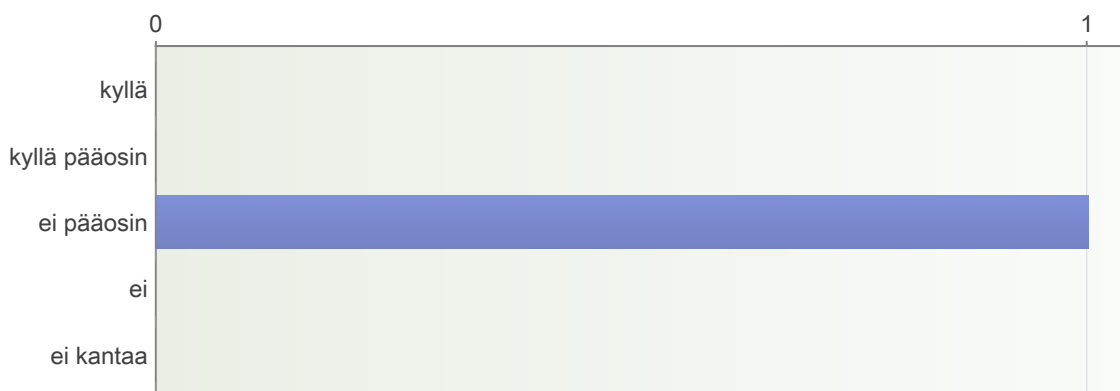 0 1
kyllä
kyllä pääosin
ei pääosin
ei
ei kantaa